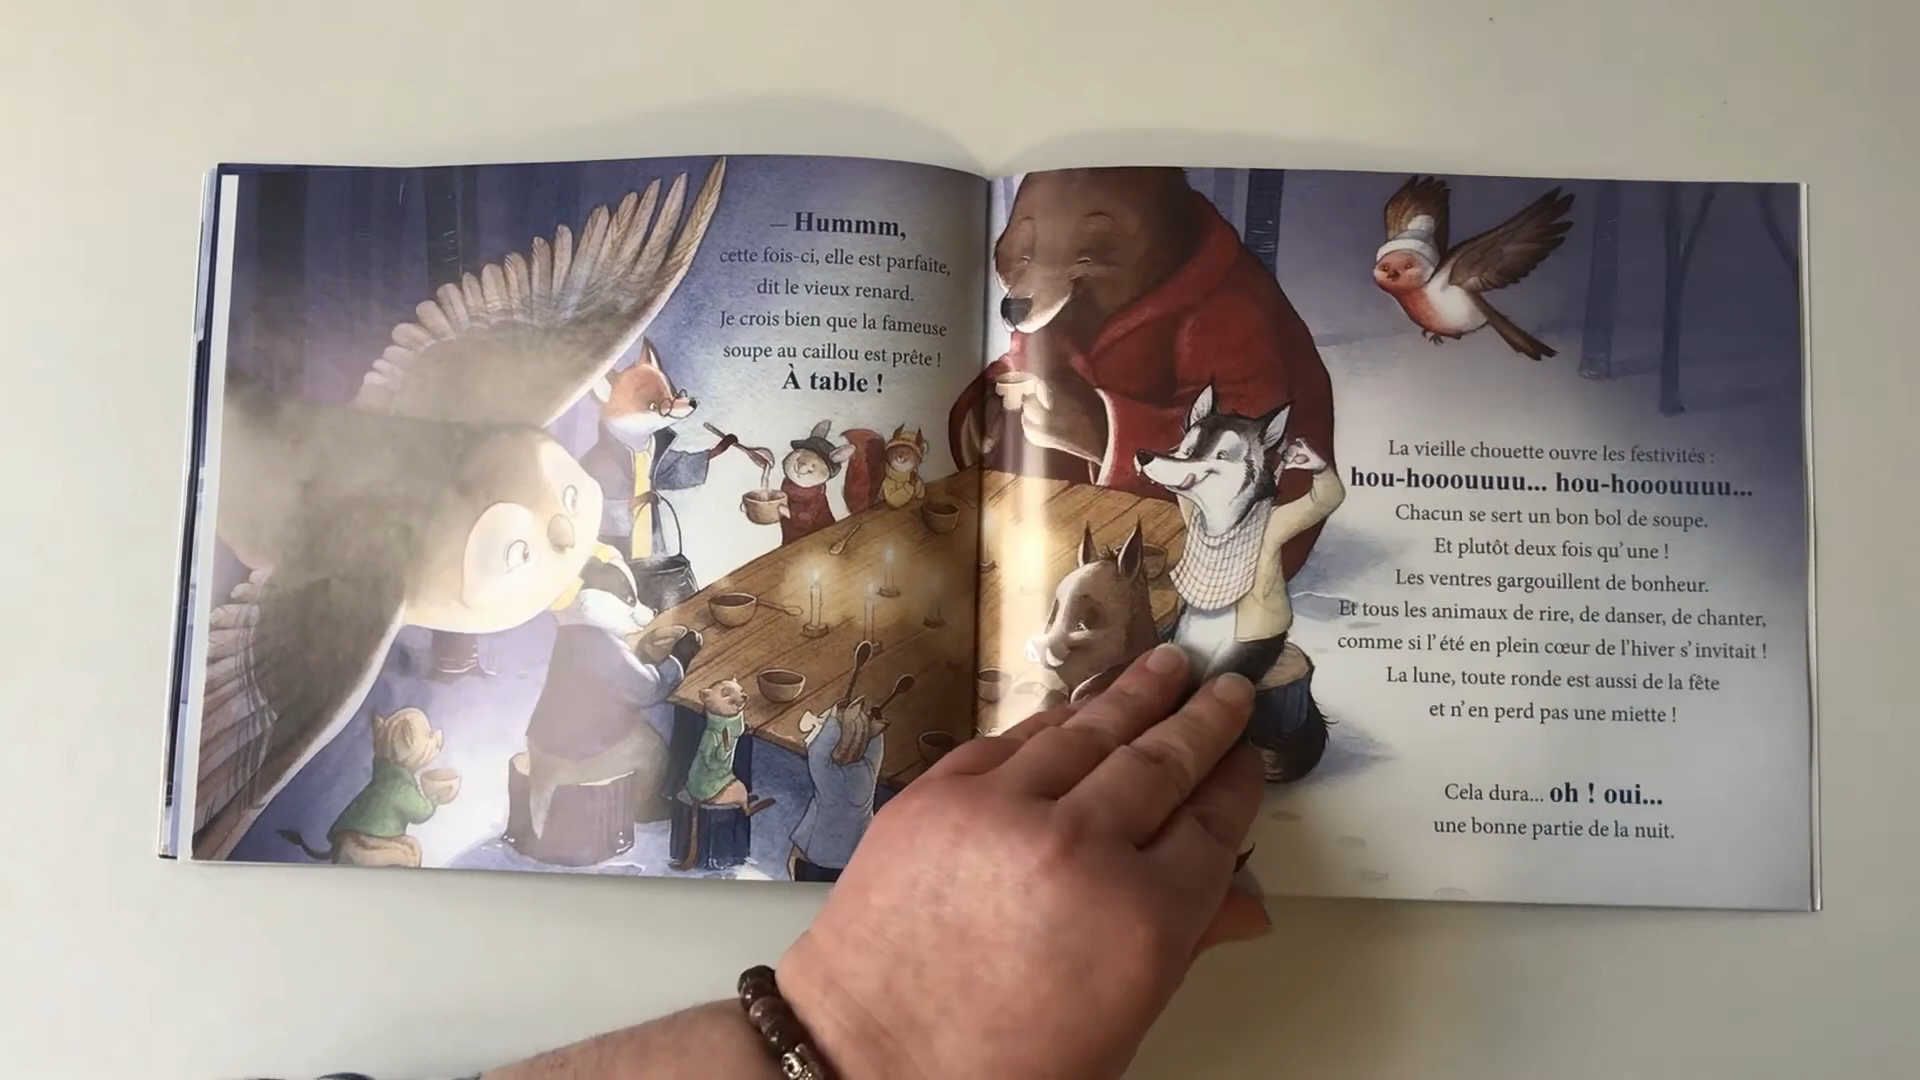 – Hummm,
cette fois-ci, elle est parfaite,
dit le vieux renard.
Je crois bien que la fameuse
soupe au caillou est prête !
À table !
La vieille chouette ouvre les festivités :
hou-hooouuuu... hou-hooouuuu...
Chacun se sert un bon bol de soupe.
Et plutôt deux fois qu'une !
Les ventres gargouillent de bonheur.
Et tous les animaux de rire, de danser, de chanter,
comme si l'été en plein cœur de l'hiver s'invitait !
La lune, toute ronde est aussi de la fête
et n'en perd pas une miette !
Cela dura... oh ! oui...
une bonne partie de la nuit.